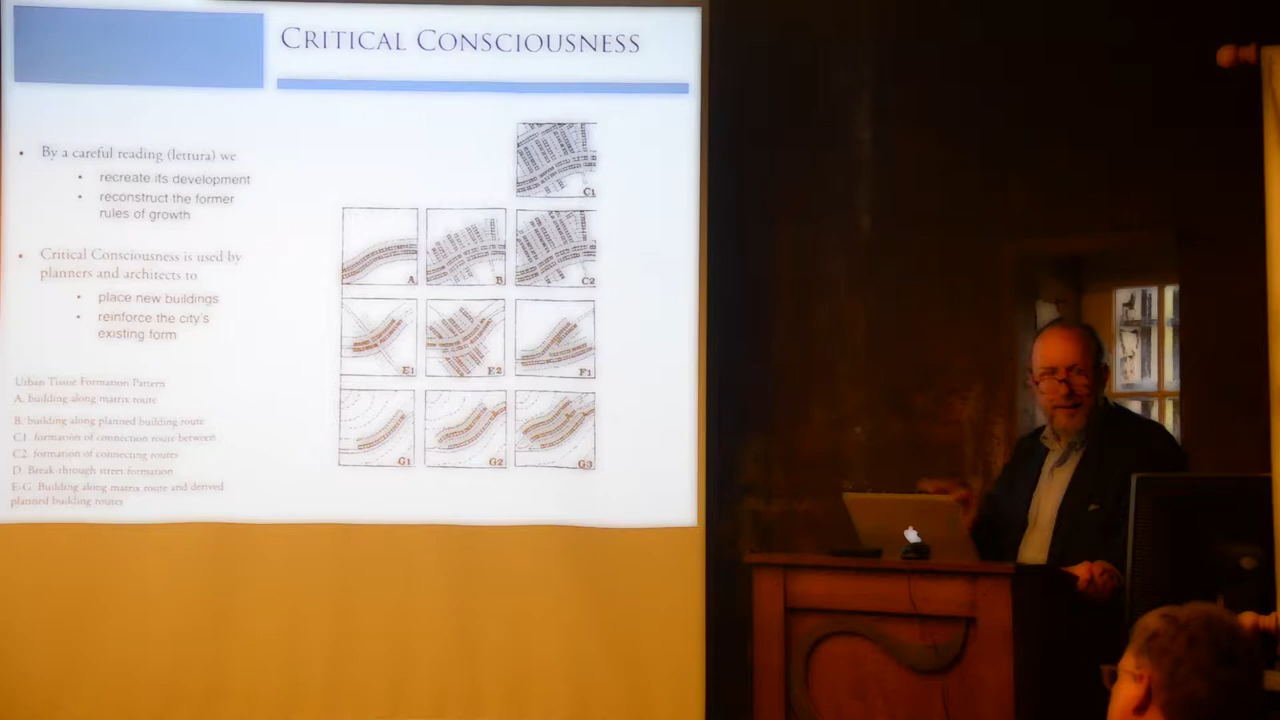 CRITICAL CONSCIOUSNESS
• By a careful reading (lettura) we
• recreate its development
• reconstruct the former
rules of growth
• Critical Consciousness is used by
planners and architects to
• place new buildings
• reinforce the city's
existing form
Urban Tissue Formation Pattern
A. building along matrix route
B. building along planned building route
C1. formation of connection route between
C2. formation of connecting routes
D. Break-through street formation
E-G. Building along matrix route and derived
planned building routes
C1
A
B
C2
E1
E2
F1
G1
G2
G3